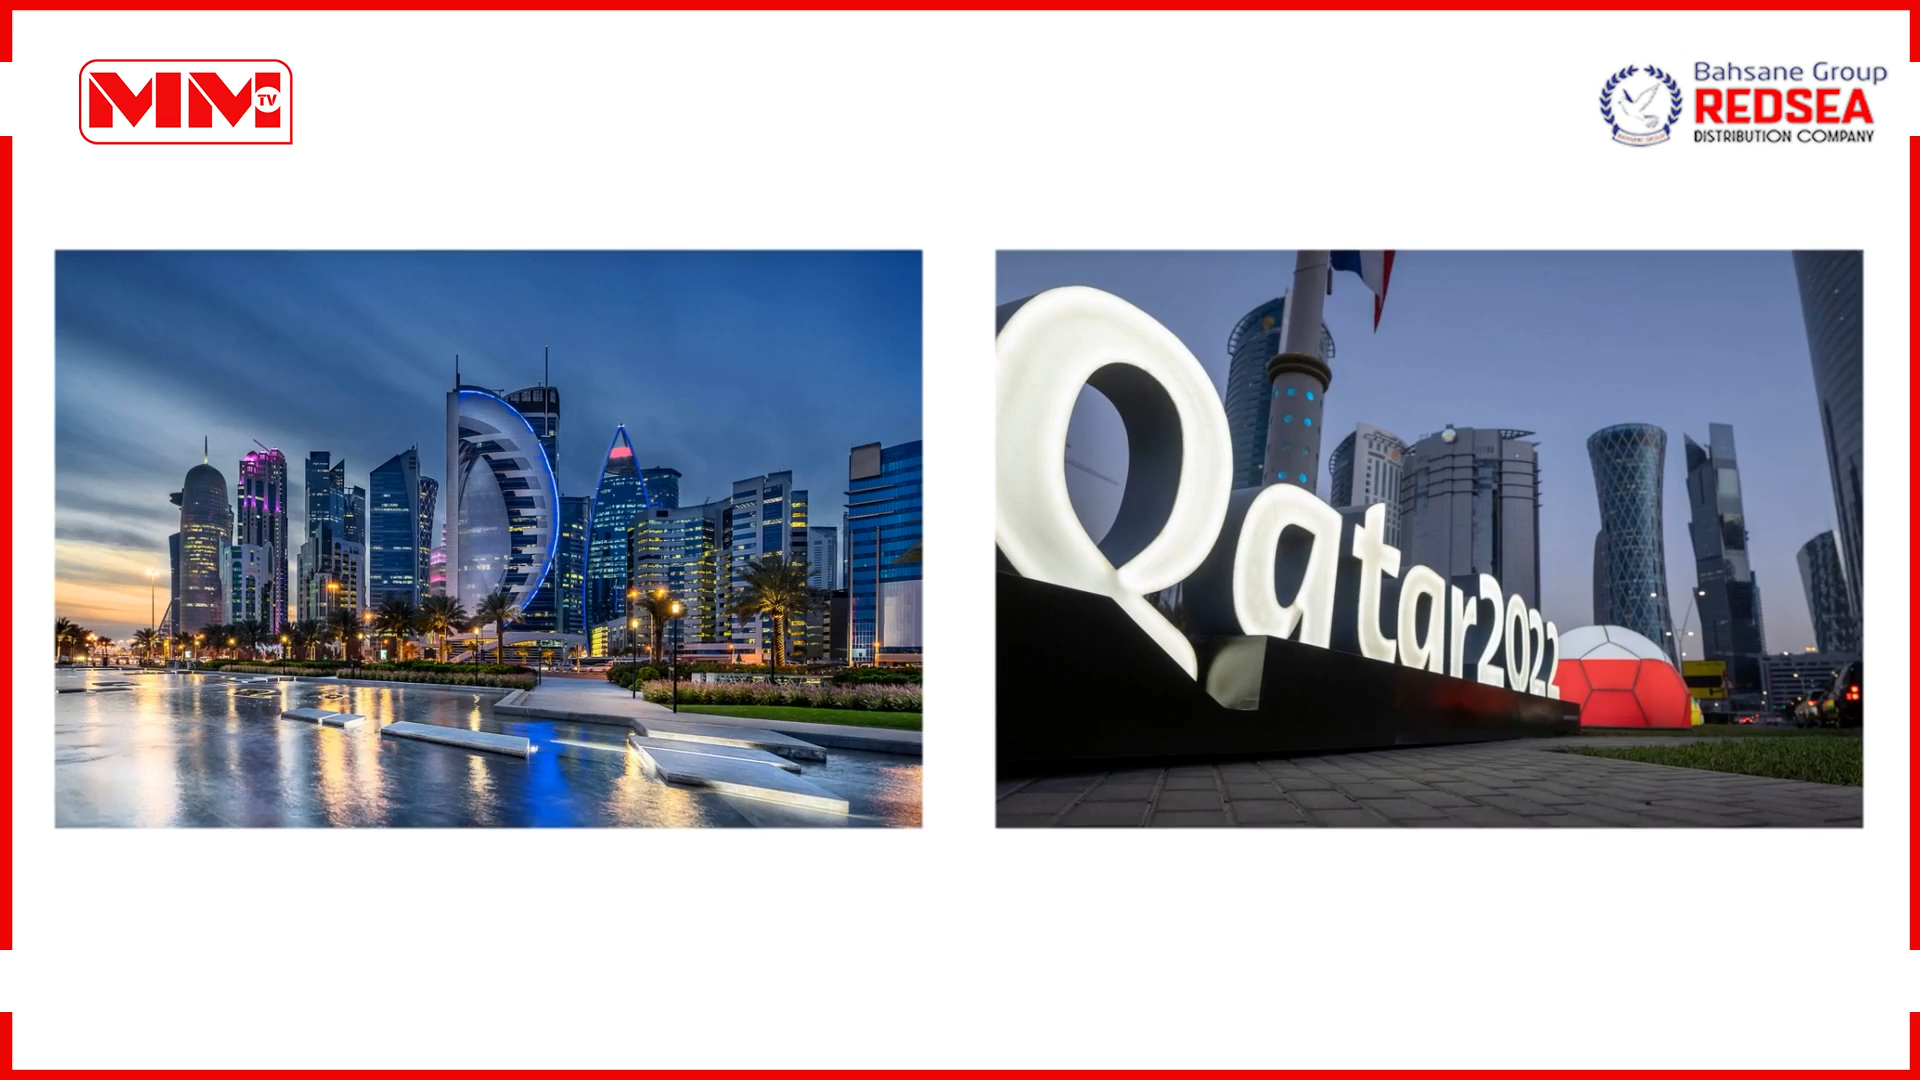 MM TV
Bahsane Group
REDSEA
DISTRIBUTION COMPANY
Qatar2022